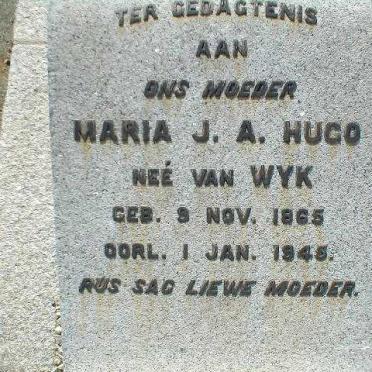 TER GEDAGTENIS
AAN
ONS MOEDER
MARIA J. A. HUGO
NEÉ VAN WYK
GEB. 9 NOV. 1865
OORL. 1 JAN. 1945.
RUS SAG LIEWE MOEDER.